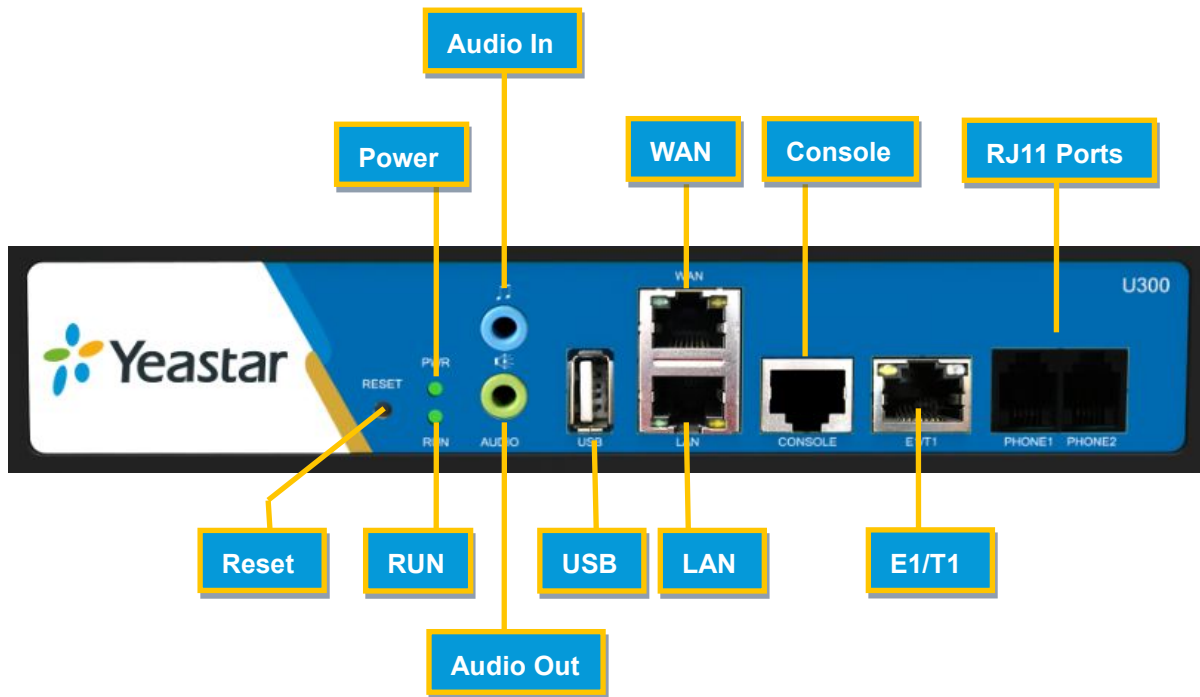 Audio In
Power
WAN
Console
RJ11 Ports
WAN
U300
Yeastar
PWR
RESET
RUN
AUDIO
USB
LAN
CONSOLE
E1/T1
PHONE1 PHONE2
Reset
RUN
USB
LAN
E1/T1
Audio Out